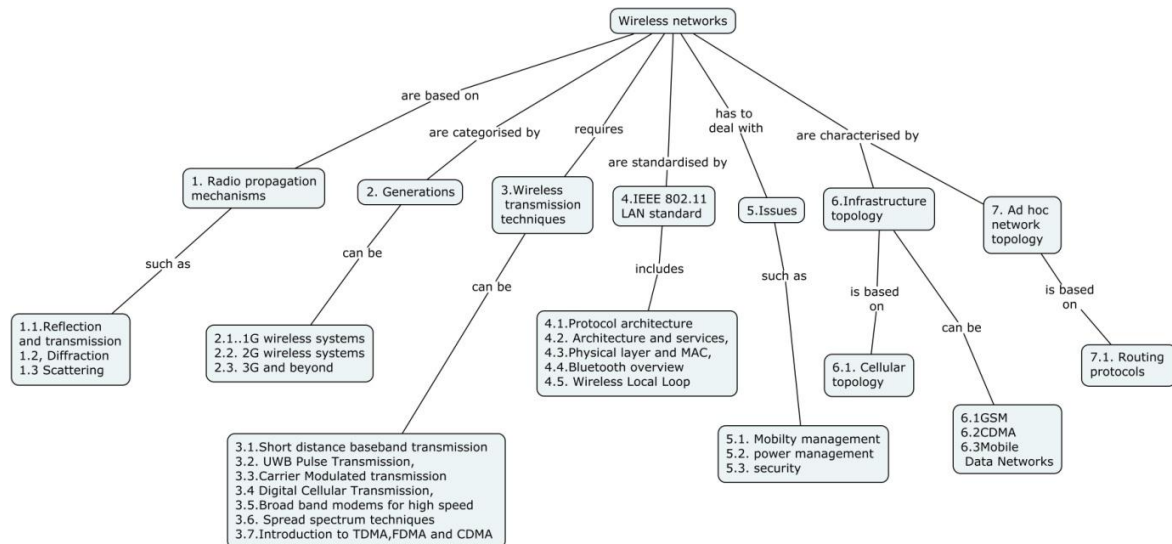 Wireless networks
are based on
are categorised by
requires
are standardised by
has to
deal with
are characterised by
1. Radio propagation
mechanisms
2. Generations
3.Wireless
transmission
techniques
4.IEEE 802.11
LAN standard
5.Issues
6.Infrastructure
topology
7. Ad hoc
network
topology
such as
can be
can be
includes
such as
is based
on
can be
is based
on
1.1.Reflection
and transmission
1.2, Diffraction
1.3 Scattering
2.1..1G wireless systems
2.2. 2G wireless systems
2.3. 3G and beyond
3.1.Short distance baseband transmission
3.2. UWB Pulse Transmission,
3.3.Carrier Modulated transmission
3.4 Digital Cellular Transmission,
3.5.Broad band modems for high speed
3.6. Spread spectrum techniques
3.7.Introduction to TDMA,FDMA and CDMA
4.1.Protocol architecture
4.2. Architecture and services,
4.3.Physical layer and MAC,
4.4.Bluetooth overview
4.5. Wireless Local Loop
5.1. Mobilty management
5.2. power management
5.3. security
6.1. Cellular
topology
6.1GSM
6.2CDMA
6.3Mobile
Data Networks
7.1. Routing
protocols